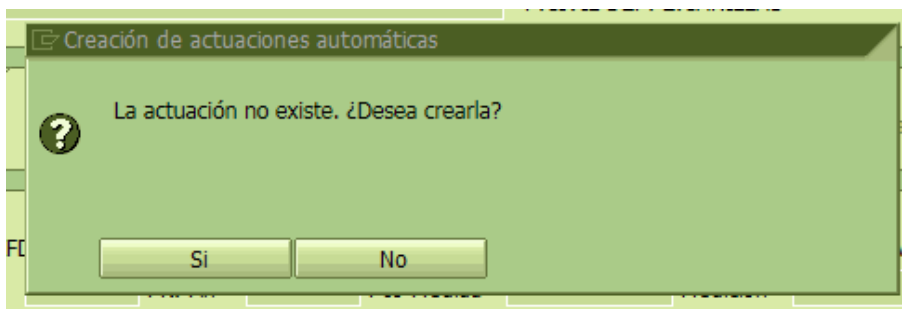 Creación de actuaciones automáticas
La actuación no existe. ¿Desea crearla?
Si
No